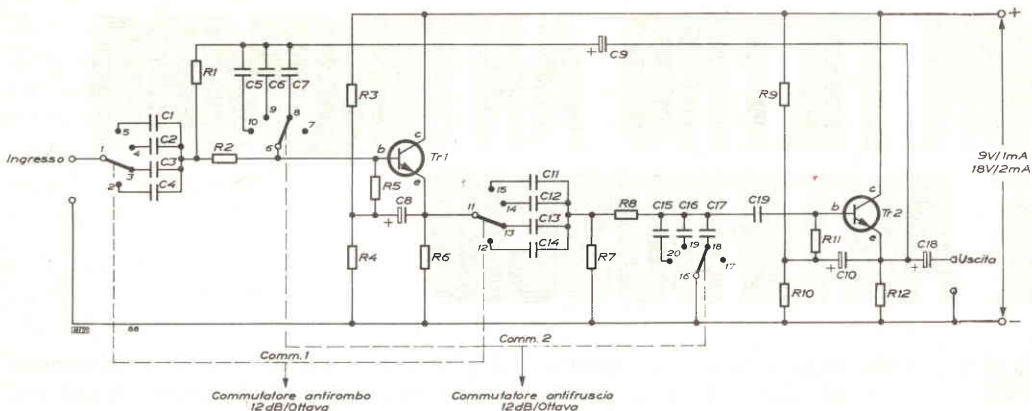 +
C9
R1
C5 C6 C7
R3
R9
10
9
8
7
6
C1
5
C2
4
Ingresso
1
C3
3
C4
2
R2
b
c
e
Tr1
R5
C8
+
R4
R6
11
15
14
13
12
C11
C12
C13
C14
R7
R8
C15 C16 C17
20
19
18
17
16
C19
b
c
e
Tr2
R11
C10
+
R10
R12
C18
+
Uscita
9V/1mA
18V/2mA
−
68
Comm. 1
Comm. 2
Commutatore antirombo
12dB/Ottava
Commutatore antifruscio
12dB/Ottava